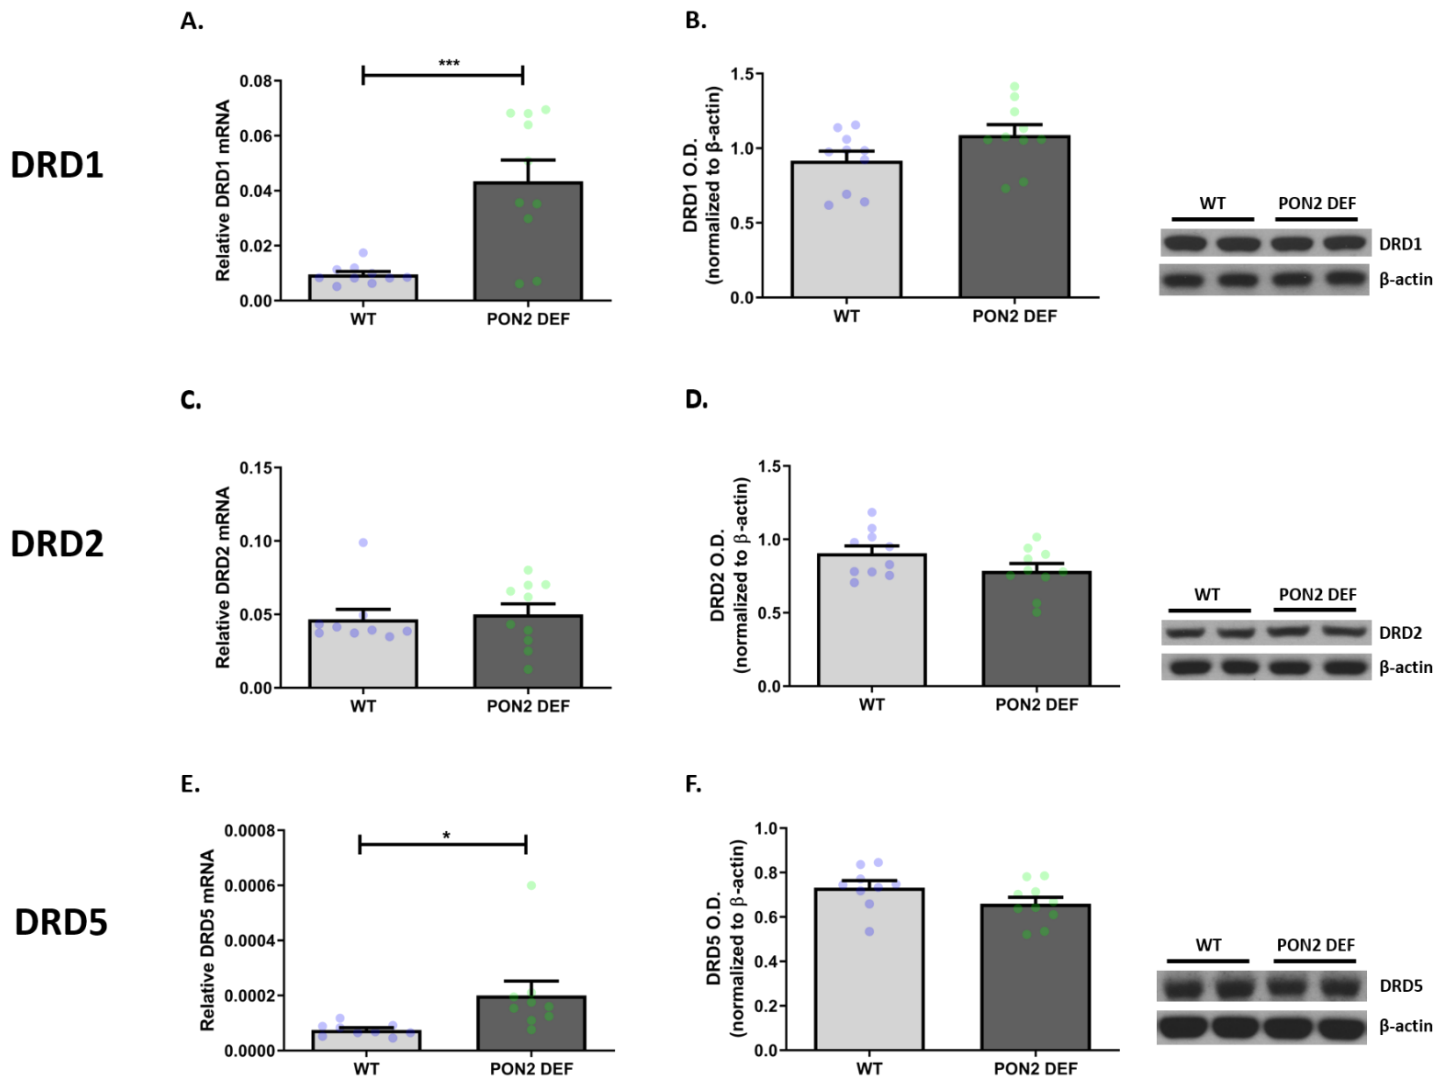 A.
B.
DRD1
Relative DRD1 mRNA
0.08
0.06
0.04
0.02
0.00
***
WT
PON2 DEF
DRD1 O.D.
(normalized to β-actin)
1.5
1.0
0.5
0.0
WT
PON2 DEF
WT
PON2 DEF
DRD1
β-actin
C.
D.
DRD2
Relative DRD2 mRNA
0.15
0.10
0.05
0.00
WT
PON2 DEF
DRD2 O.D.
(normalized to β-actin)
1.5
1.0
0.5
0.0
WT
PON2 DEF
WT
PON2 DEF
DRD2
β-actin
E.
F.
DRD5
Relative DRD5 mRNA
0.0008
0.0006
0.0004
0.0002
0.0000
*
WT
PON2 DEF
DRD5 O.D.
(normalized to β-actin)
1.0
0.8
0.6
0.4
0.2
0.0
WT
PON2 DEF
WT
PON2 DEF
DRD5
β-actin